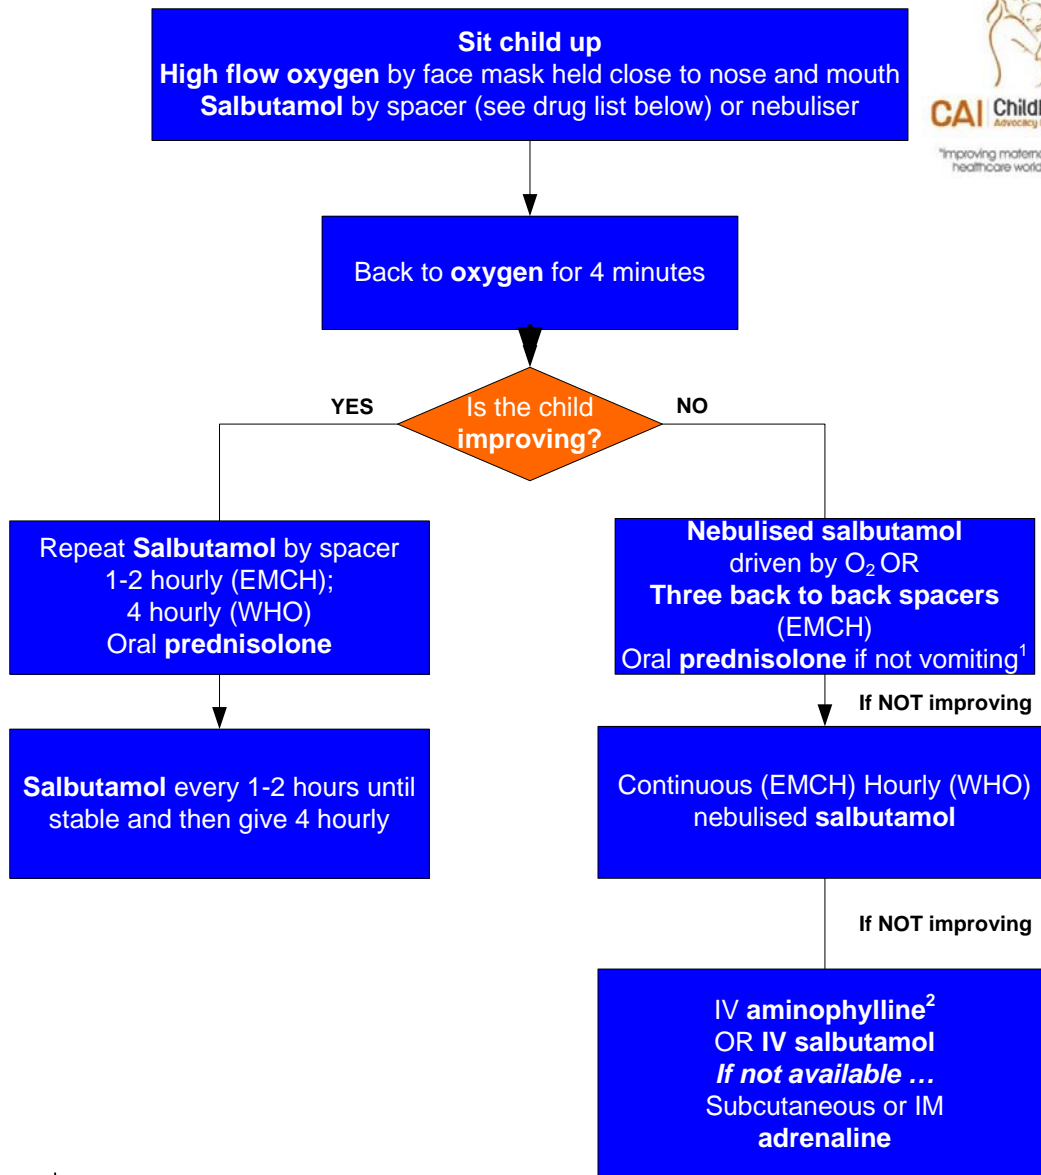 Sit child up
High flow oxygen by face mask held close to nose and mouth
Salbutamol by spacer (see drug list below) or nebuliser
CAI
"Improving
Back to oxygen for 4 minutes
YES
Is the child
improving?
NO
Repeat Salbutamol by spacer
1-2 hourly (EMCH);
4 hourly (WHO)
Oral prednisolone
Nebulised salbutamol
driven by O₂ OR
Three back to back spacers
(EMCH)
Oral prednisolone if not vomiting¹
If NOT improving
Salbutamol every 1-2 hours until
stable and then give 4 hourly
Continuous (EMCH) Hourly (WHO)
nebulised salbutamol
If NOT improving
IV aminophylline²
OR IV salbutamol
If not available …
Subcutaneous or IM
adrenaline